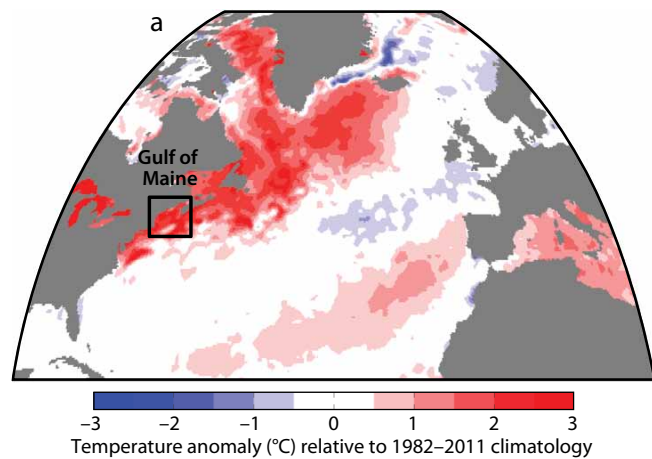 a
Gulf of
Maine
−3 −2 −1 0 1 2 3
Temperature anomaly (°C) relative to 1982–2011 climatology